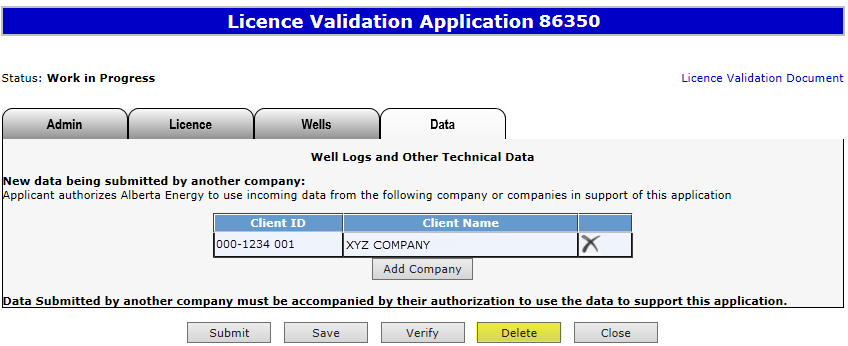 Licence Validation Application 86350
Status: Work in Progress
Licence Validation Document
Admin
Licence
Wells
Data
Well Logs and Other Technical Data
New data being submitted by another company:
Applicant authorizes Alberta Energy to use incoming data from the following company or companies in support of this application
Client ID
Client Name
000-1234 001
XYZ COMPANY
Add Company
Data Submitted by another company must be accompanied by their authorization to use the data to support this application.
Submit
Save
Verify
Delete
Close